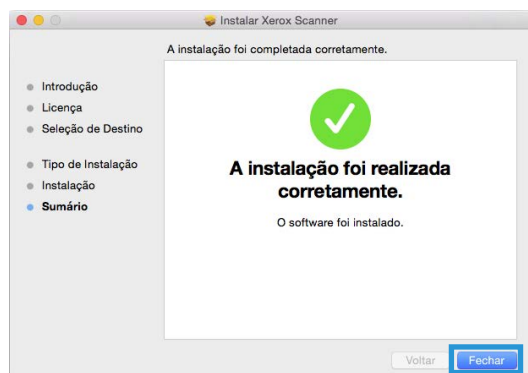 Instalar Xerox Scanner
A instalação foi completada corretamente.
Introdução
Licença
Seleção de Destino
Tipo de Instalação
Instalação
Sumário
A instalação foi realizada
corretamente.
O software foi instalado.
Voltar
Fechar